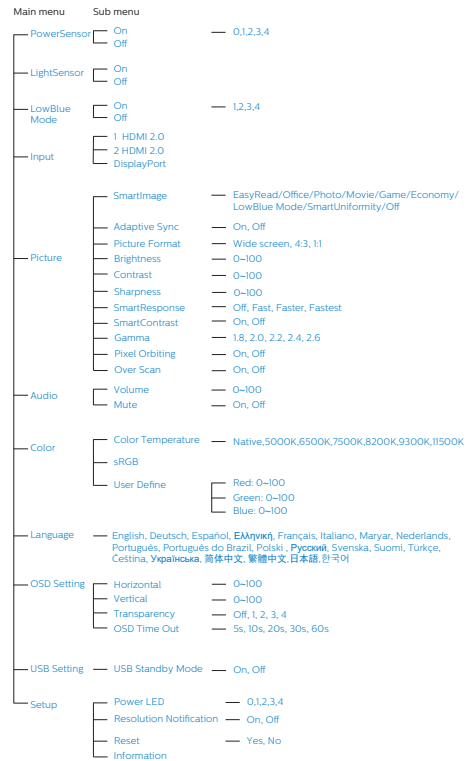 Main menu Sub menu
PowerSensor On 0,1,2,3,4
Off
LightSensor On
Off
LowBlue Mode On 1,2,3,4
Off
Input 1 HDMI 2.0
2 HDMI 2.0
DisplayPort
Picture SmartImage EasyRead/Office/Photo/Movie/Game/Economy/
LowBlue Mode/SmartUniformity/Off
Adaptive Sync On, Off
Picture Format Wide screen, 4:3, 1:1
Brightness 0~100
Contrast 0~100
Sharpness 0~100
SmartResponse Off, Fast, Faster, Fastest
SmartContrast On, Off
Gamma 1.8, 2.0, 2.2, 2.4, 2.6
Pixel Orbiting On, Off
Over Scan On, Off
Audio Volume 0~100
Mute On, Off
Color Color Temperature Native,5000K,6500K,7500K,8200K,9300K,11500K
sRGB
User Define Red: 0~100
Green: 0~100
Blue: 0~100
Language English, Deutsch, Español, Ελληνική, Français, Italiano, Maryar, Nederlands,
Português, Português do Brazil, Polski , Русский, Svenska, Suomi, Türkçe,
Čeština, Українська, 简体中文, 繁體中文,日本語,한국어
OSD Setting Horizontal 0~100
Vertical 0~100
Transparency Off, 1, 2, 3, 4
OSD Time Out 5s, 10s, 20s, 30s, 60s
USB Setting USB Standby Mode On, Off
Setup Power LED 0,1,2,3,4
Resolution Notification On, Off
Reset Yes, No
Information